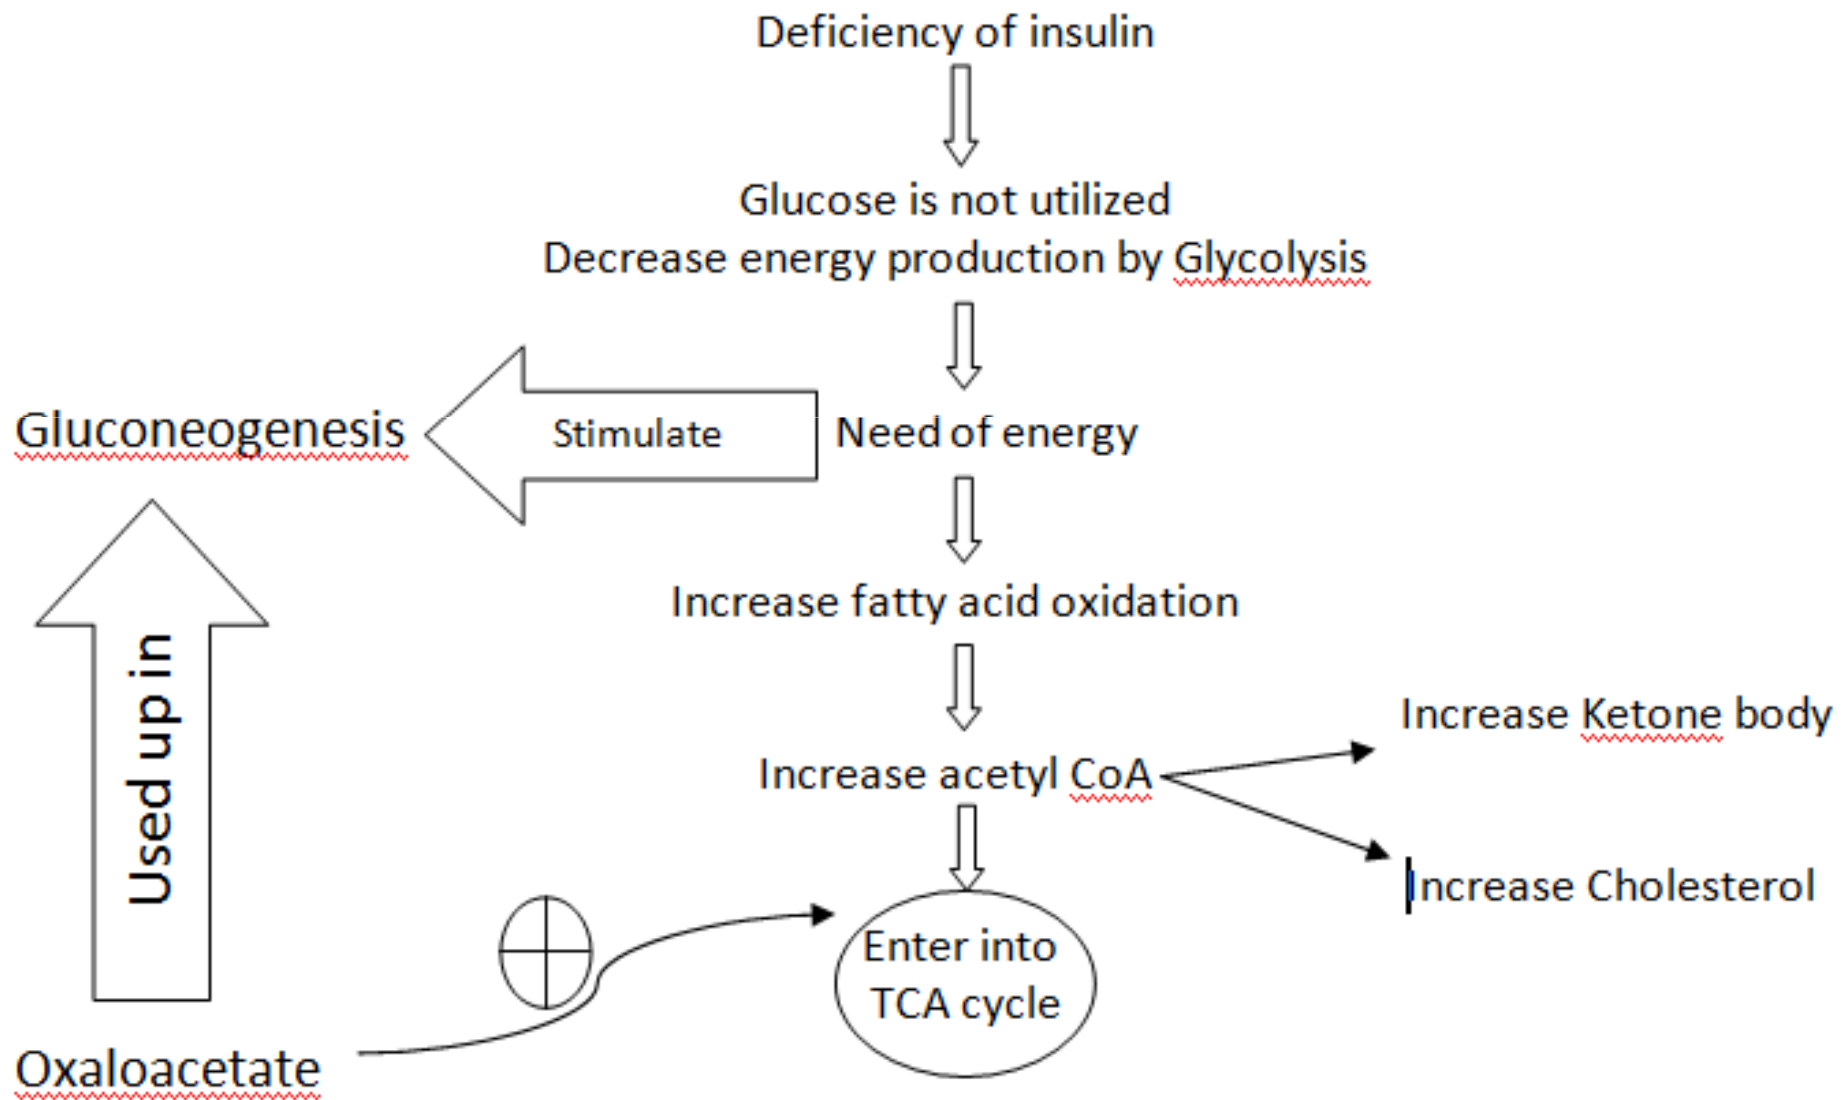 Deficiency of insulin
Glucose is not utilized
Decrease energy production by Glycolysis
Gluconeogenesis
Stimulate
Need of energy
Increase fatty acid oxidation
Used up in
Increase Ketone body
Increase acetyl CoA
Increase Cholesterol
Enter into
TCA cycle
Oxaloacetate